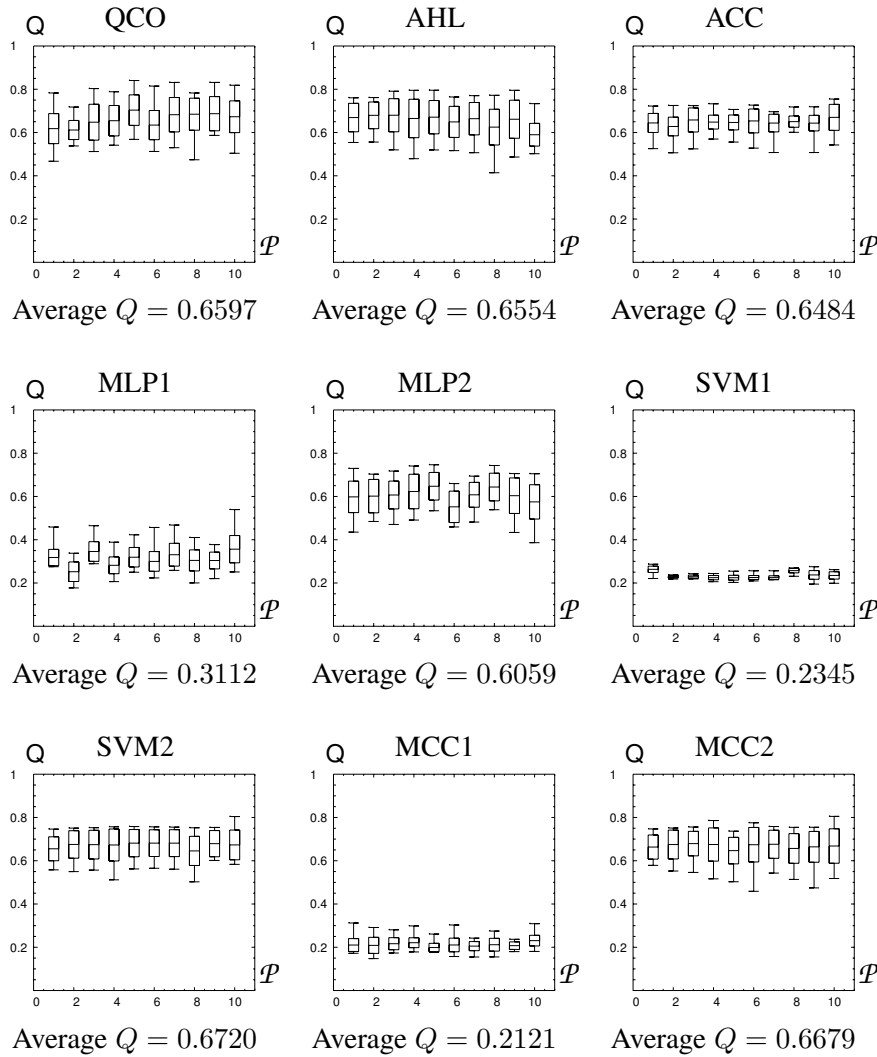 Q QCO
1
0.8
0.6
0.4
0.2
0 2 4 6 8 10 𝒫
Average Q = 0.6597
Q AHL
1
0.8
0.6
0.4
0.2
0 2 4 6 8 10 𝒫
Average Q = 0.6554
Q ACC
1
0.8
0.6
0.4
0.2
0 2 4 6 8 10 𝒫
Average Q = 0.6484
Q MLP1
1
0.8
0.6
0.4
0.2
0 2 4 6 8 10 𝒫
Average Q = 0.3112
Q MLP2
1
0.8
0.6
0.4
0.2
0 2 4 6 8 10 𝒫
Average Q = 0.6059
Q SVM1
1
0.8
0.6
0.4
0.2
0 2 4 6 8 10 𝒫
Average Q = 0.2345
Q SVM2
1
0.8
0.6
0.4
0.2
0 2 4 6 8 10 𝒫
Average Q = 0.6720
Q MCC1
1
0.8
0.6
0.4
0.2
0 2 4 6 8 10 𝒫
Average Q = 0.2121
Q MCC2
1
0.8
0.6
0.4
0.2
0 2 4 6 8 10 𝒫
Average Q = 0.6679